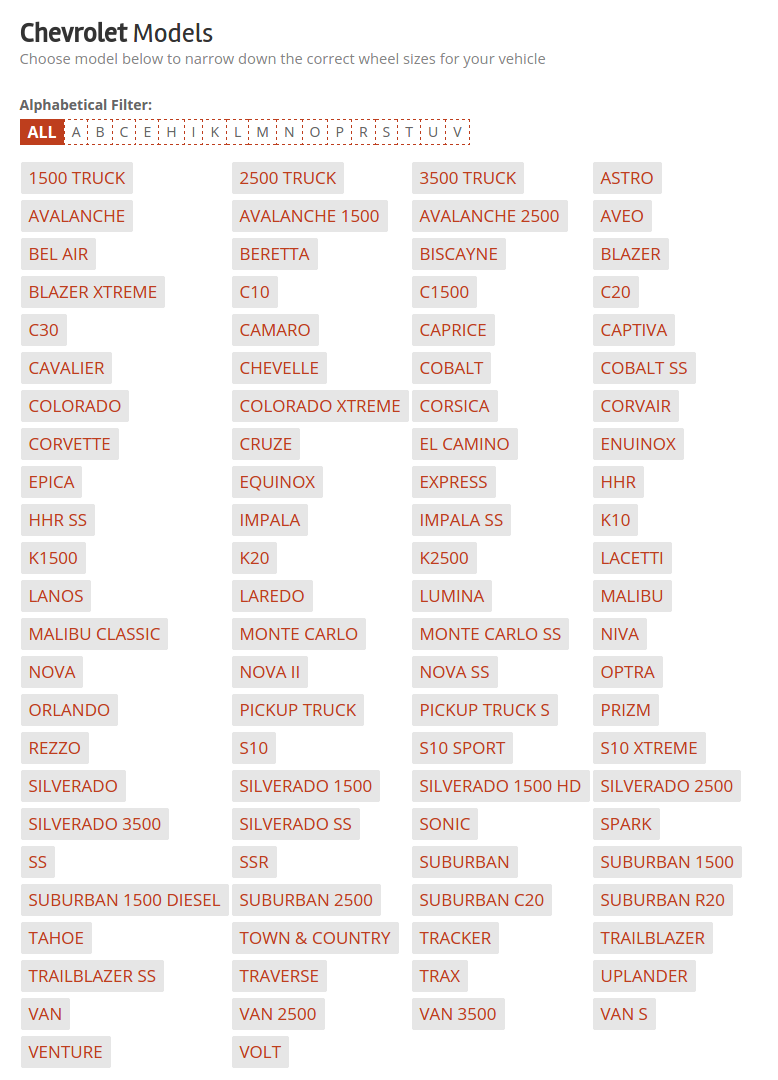 Chevrolet Models
Choose model below to narrow down the correct wheel sizes for your vehicle
Alphabetical Filter:
ALL A B C E H I K L M N O P R S T U V
1500 TRUCK 2500 TRUCK 3500 TRUCK ASTRO
AVALANCHE AVALANCHE 1500 AVALANCHE 2500 AVEO
BEL AIR BERETTA BISCAYNE BLAZER
BLAZER XTREME C10 C1500 C20
C30 CAMARO CAPRICE CAPTIVA
CAVALIER CHEVELLE COBALT COBALT SS
COLORADO COLORADO XTREME CORSICA CORVAIR
CORVETTE CRUZE EL CAMINO ENUINOX
EPICA EQUINOX EXPRESS HHR
HHR SS IMPALA IMPALA SS K10
K1500 K20 K2500 LACETTI
LANOS LAREDO LUMINA MALIBU
MALIBU CLASSIC MONTE CARLO MONTE CARLO SS NIVA
NOVA NOVA II NOVA SS OPTRA
ORLANDO PICKUP TRUCK PICKUP TRUCK S PRIZM
REZZO S10 S10 SPORT S10 XTREME
SILVERADO SILVERADO 1500 SILVERADO 1500 HD SILVERADO 2500
SILVERADO 3500 SILVERADO SS SONIC SPARK
SS SSR SUBURBAN SUBURBAN 1500
SUBURBAN 1500 DIESEL SUBURBAN 2500 SUBURBAN C20 SUBURBAN R20
TAHOE TOWN & COUNTRY TRACKER TRAILBLAZER
TRAILBLAZER SS TRAVERSE TRAX UPLANDER
VAN VAN 2500 VAN 3500 VAN S
VENTURE VOLT